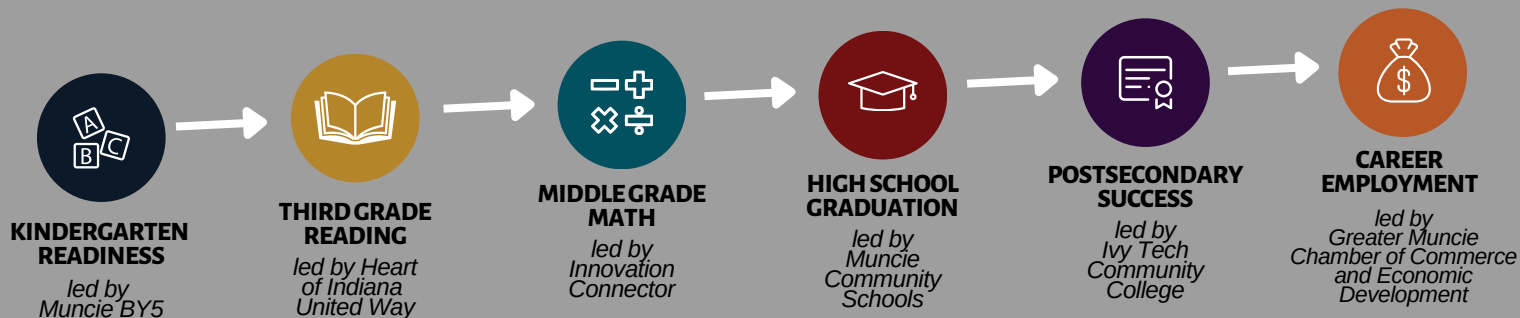 A
B
C
KINDERGARTEN
READINESS
led by
Muncie BY5
THIRD GRADE
READING
led by Heart
of Indiana
United Way
MIDDLE GRADE
MATH
led by
Innovation
Connector
HIGH SCHOOL
GRADUATION
led by
Muncie
Community
Schools
POSTSECONDARY
SUCCESS
led by
Ivy Tech
Community
College
$
CAREER
EMPLOYMENT
led by
Greater Muncie
Chamber of Commerce
and Economic
Development